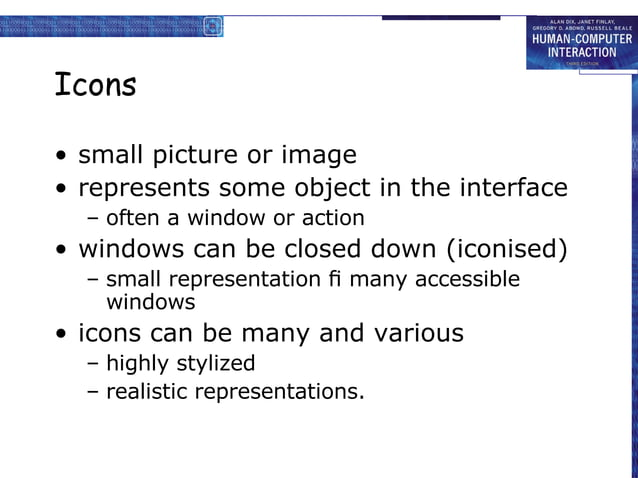 ALAN DIX, JANET FINLAY,
GREGORY D. ABOWD, RUSSELL BEALE
HUMAN-COMPUTER
INTERACTION
THIRD EDITION
Icons
• small picture or image
• represents some object in the interface
– often a window or action
• windows can be closed down (iconised)
– small representation fi many accessible
windows
• icons can be many and various
– highly stylized
– realistic representations.